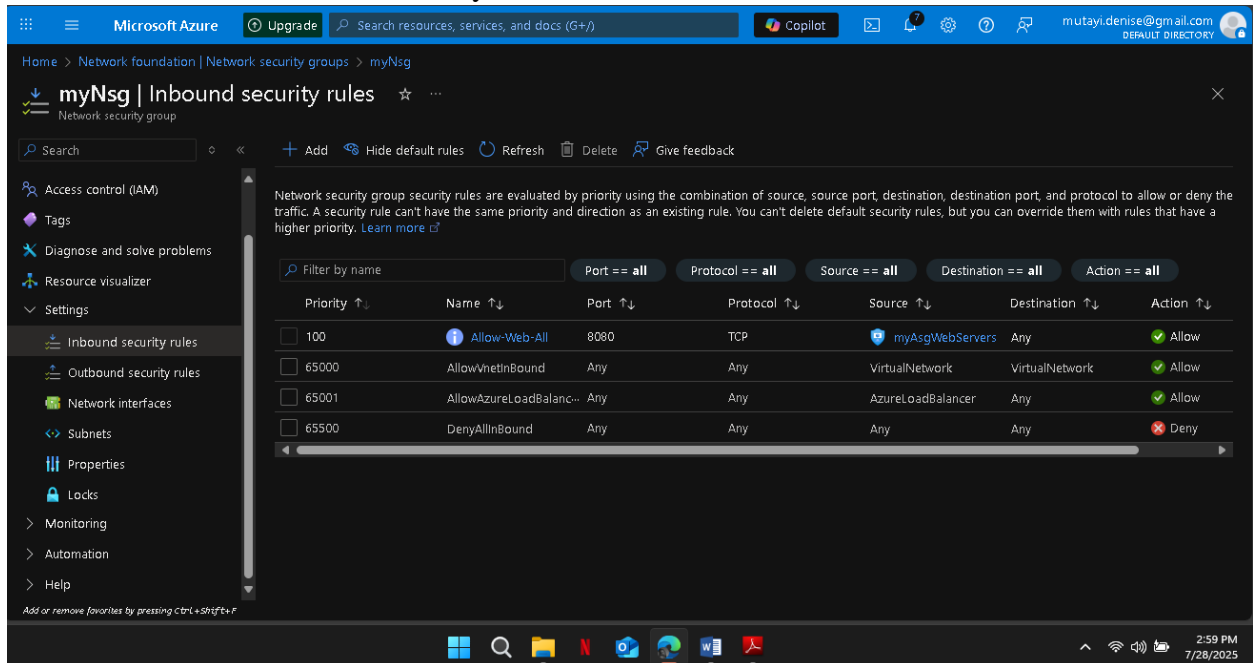 Microsoft Azure
Upgrade
Search resources, services, and docs (G+/)
Copilot
7
mutayi.denise@gmail.com
DEFAULT DIRECTORY
Home > Network foundation | Network security groups > myNsg
myNsg | Inbound security rules
Network security group
Search
Add Hide default rules Refresh Delete Give feedback
Access control (IAM)
Tags
Diagnose and solve problems
Resource visualizer
Settings
Inbound security rules
Outbound security rules
Network interfaces
Subnets
Properties
Locks
Monitoring
Automation
Help
Add or remove favorites by pressing Ctrl+Shift+F
Network security group security rules are evaluated by priority using the combination of source, source port, destination, destination port, and protocol to allow or deny the
traffic. A security rule can't have the same priority and direction as an existing rule. You can't delete default security rules, but you can override them with rules that have a
higher priority. Learn more
Filter by name Port == all Protocol == all Source == all Destination == all Action == all
Priority ↑↓ Name ↑↓ Port ↑↓ Protocol ↑↓ Source ↑↓ Destination ↑↓ Action ↑↓
100 Allow-Web-All 8080 TCP myAsgWebServers Any Allow
65000 AllowVnetInBound Any Any VirtualNetwork VirtualNetwork Allow
65001 AllowAzureLoadBalanc... Any Any AzureLoadBalancer Any Allow
65500 DenyAllInBound Any Any Any Any Deny
2:59 PM
7/28/2025